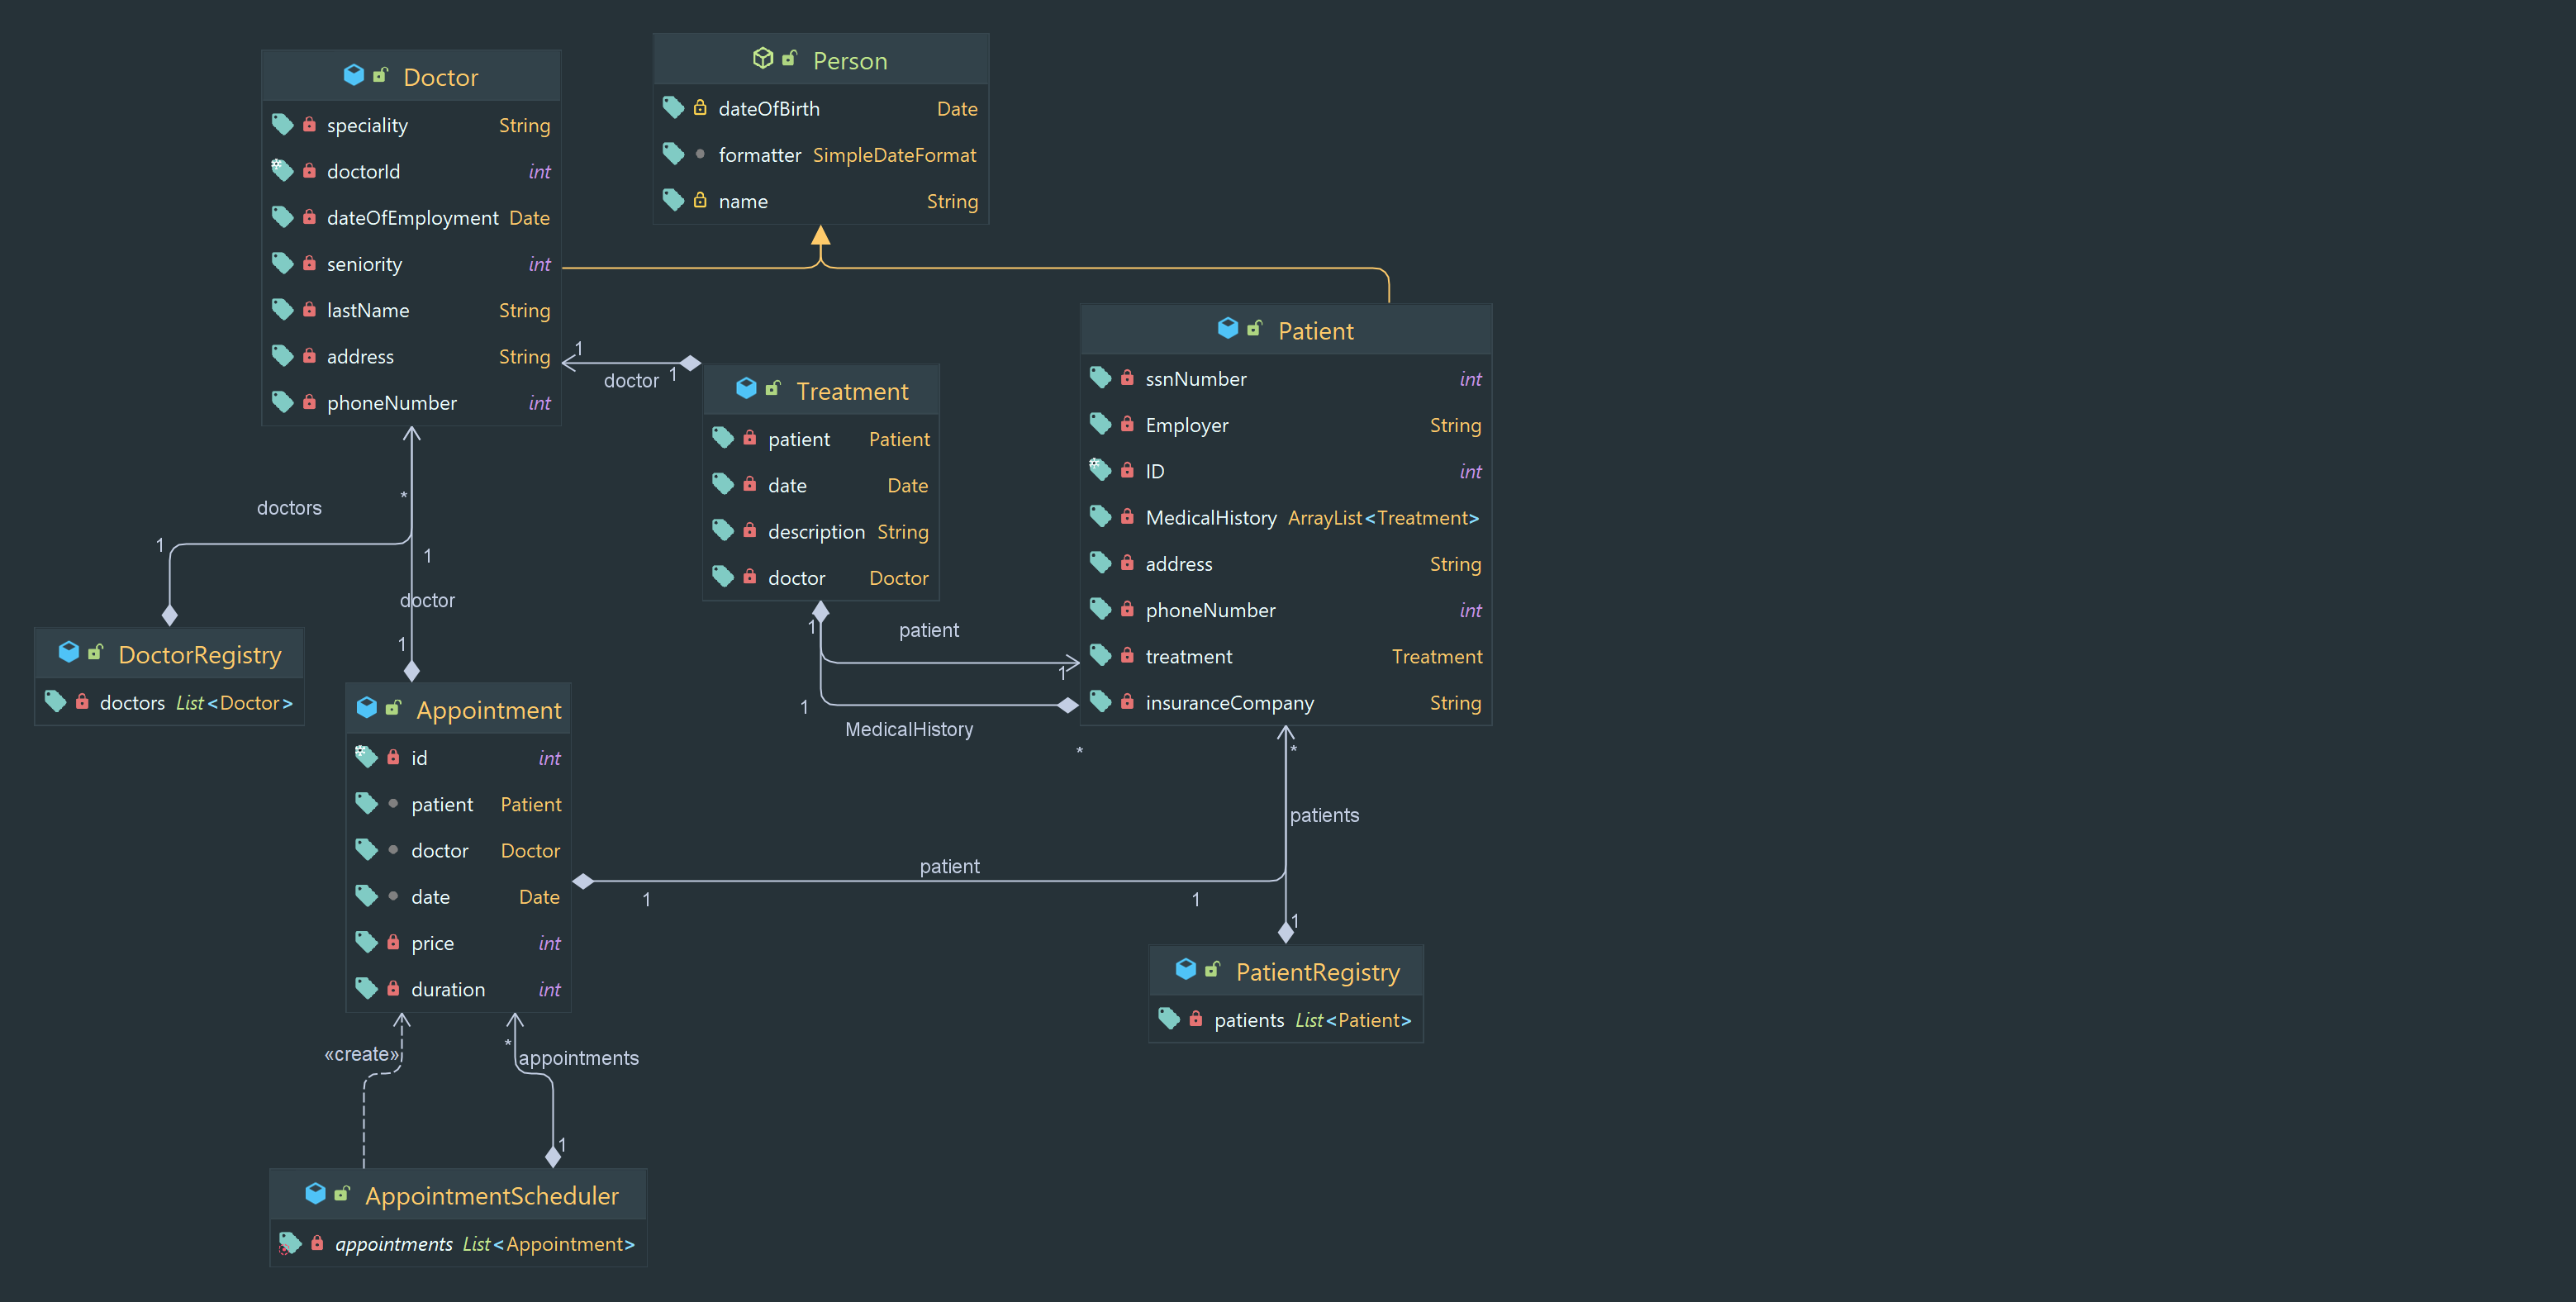 Doctor
speciality String
doctorId int
dateOfEmployment Date
seniority int
lastName String
address String
phoneNumber int
Person
dateOfBirth Date
formatter SimpleDateFormat
name String
1
doctor 1
Treatment
patient Patient
date Date
description String
doctor Doctor
Patient
ssnNumber int
Employer String
ID int
MedicalHistory ArrayList<Treatment>
address String
phoneNumber int
treatment Treatment
insuranceCompany String
*
doctors
1
1
doctor
1
1
patient
1
1
MedicalHistory
*
DoctorRegistry
doctors List<Doctor>
Appointment
id int
patient Patient
doctor Doctor
date Date
price int
duration int
*
patients
patient
1
1
1
PatientRegistry
patients List<Patient>
«create»
*
appointments
1
AppointmentScheduler
appointments List<Appointment>